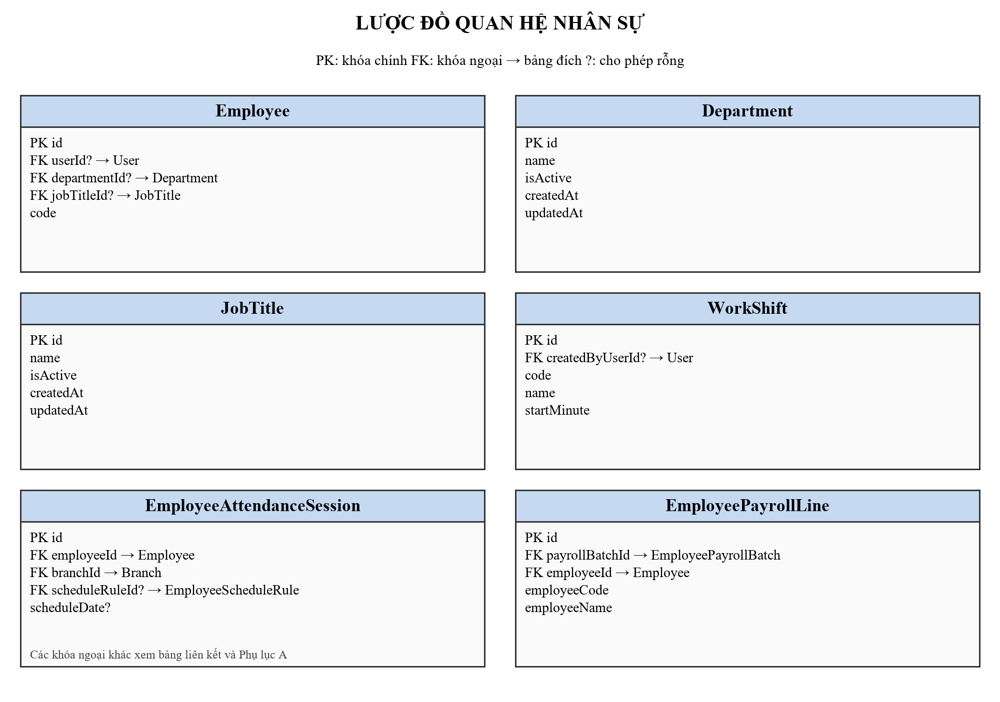 LƯỢC ĐỒ QUAN HỆ NHÂN SỰ
PK: khóa chính FK: khóa ngoại → bảng đích ?: cho phép rỗng
Employee
PK id
FK userId? → User
FK departmentId? → Department
FK jobTitleId? → JobTitle
code
Department
PK id
name
isActive
createdAt
updatedAt
JobTitle
PK id
name
isActive
createdAt
updatedAt
WorkShift
PK id
FK createdByUserId? → User
code
name
startMinute
EmployeeAttendanceSession
PK id
FK employeeId → Employee
FK branchId → Branch
FK scheduleRuleId? → EmployeeScheduleRule
scheduleDate?
Các khóa ngoại khác xem bảng liên kết và Phụ lục A
EmployeePayrollLine
PK id
FK payrollBatchId → EmployeePayrollBatch
FK employeeId → Employee
employeeCode
employeeName